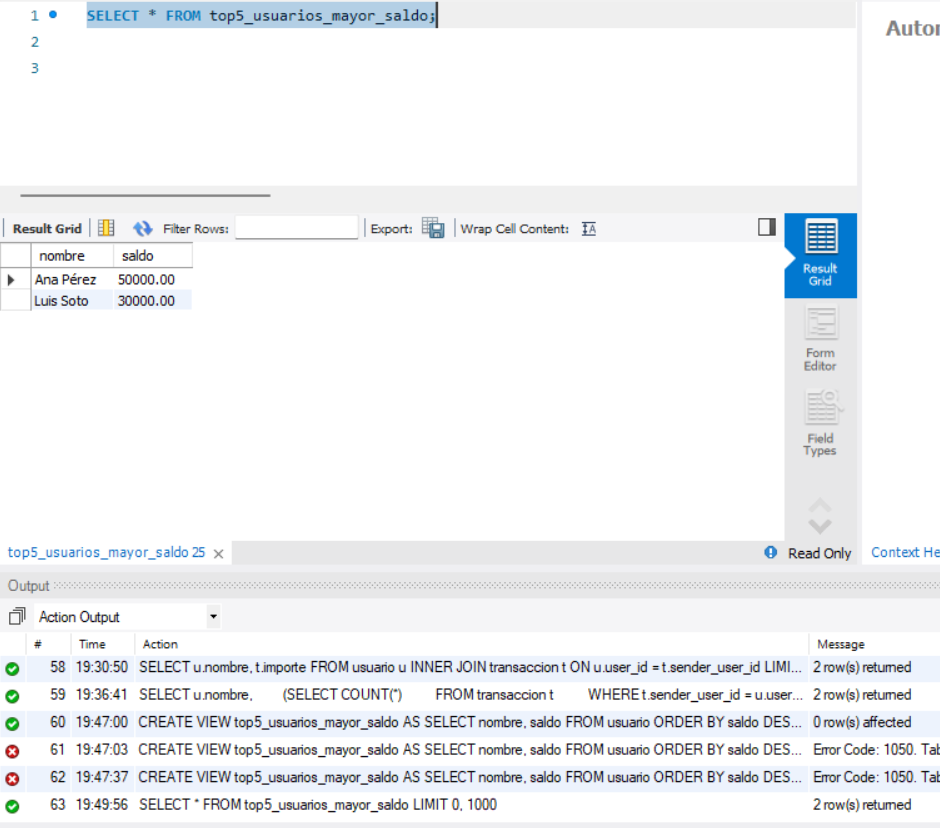 1 SELECT * FROM top5_usuarios_mayor_saldo;
Autor
2
3
Result Grid Filter Rows: Export: Wrap Cell Content:
nombre saldo
Ana Pérez 50000.00
Luis Soto 30000.00
Result
Grid
Form
Editor
Field
Types
top5_usuarios_mayor_saldo 25 Read Only Context He
Output
Action Output
# Time Action Message
58 19:30:50 SELECT u.nombre, t.importe FROM usuario u INNER JOIN transaccion t ON u.user_id = t.sender_user_id LIMI... 2 row(s) returned
59 19:36:41 SELECT u.nombre, (SELECT COUNT(*) FROM transaccion t WHERE t.sender_user_id = u.user... 2 row(s) returned
60 19:47:00 CREATE VIEW top5_usuarios_mayor_saldo AS SELECT nombre, saldo FROM usuario ORDER BY saldo DES... 0 row(s) affected
61 19:47:03 CREATE VIEW top5_usuarios_mayor_saldo AS SELECT nombre, saldo FROM usuario ORDER BY saldo DES... Error Code: 1050. Tab
62 19:47:37 CREATE VIEW top5_usuarios_mayor_saldo AS SELECT nombre, saldo FROM usuario ORDER BY saldo DES... Error Code: 1050. Tab
63 19:49:56 SELECT * FROM top5_usuarios_mayor_saldo LIMIT 0, 1000 2 row(s) returned